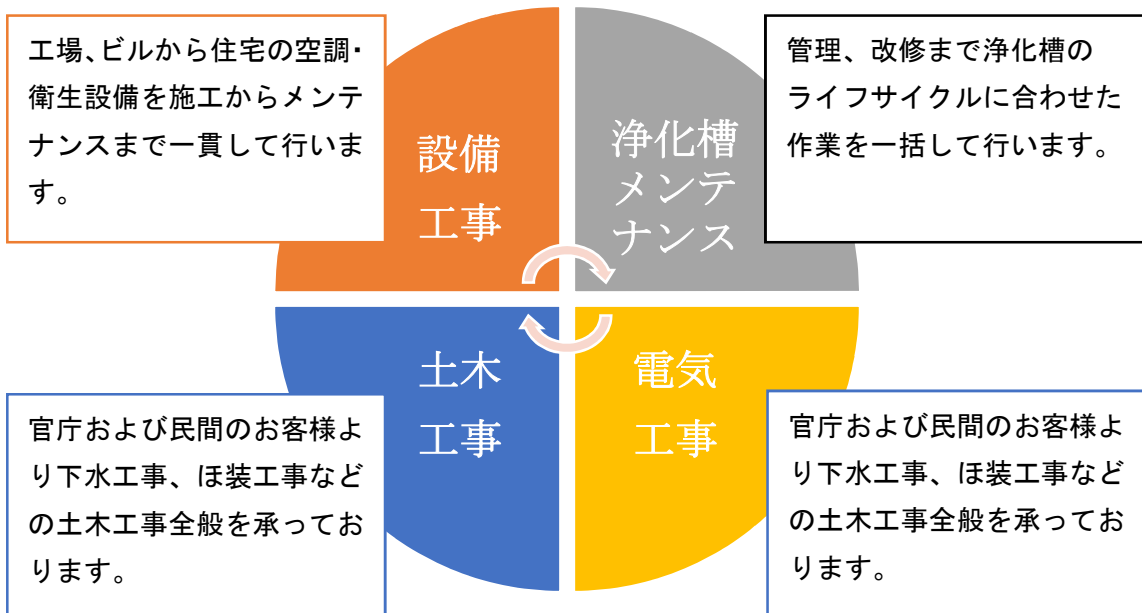 工場、ビルから住宅の空調・
衛生設備を施工からメンテ
ナンスまで一貫して行いま
す。
設備
工事
浄化槽
メンテ
ナンス
管理、改修まで浄化槽の
ライフサイクルに合わせた
作業を一括して行います。
官庁および民間のお客様よ
り下水工事、ほ装工事など
の土木工事全般を承ってお
ります。
土木
工事
電気
工事
官庁および民間のお客様よ
り下水工事、ほ装工事など
の土木工事全般を承ってお
ります。